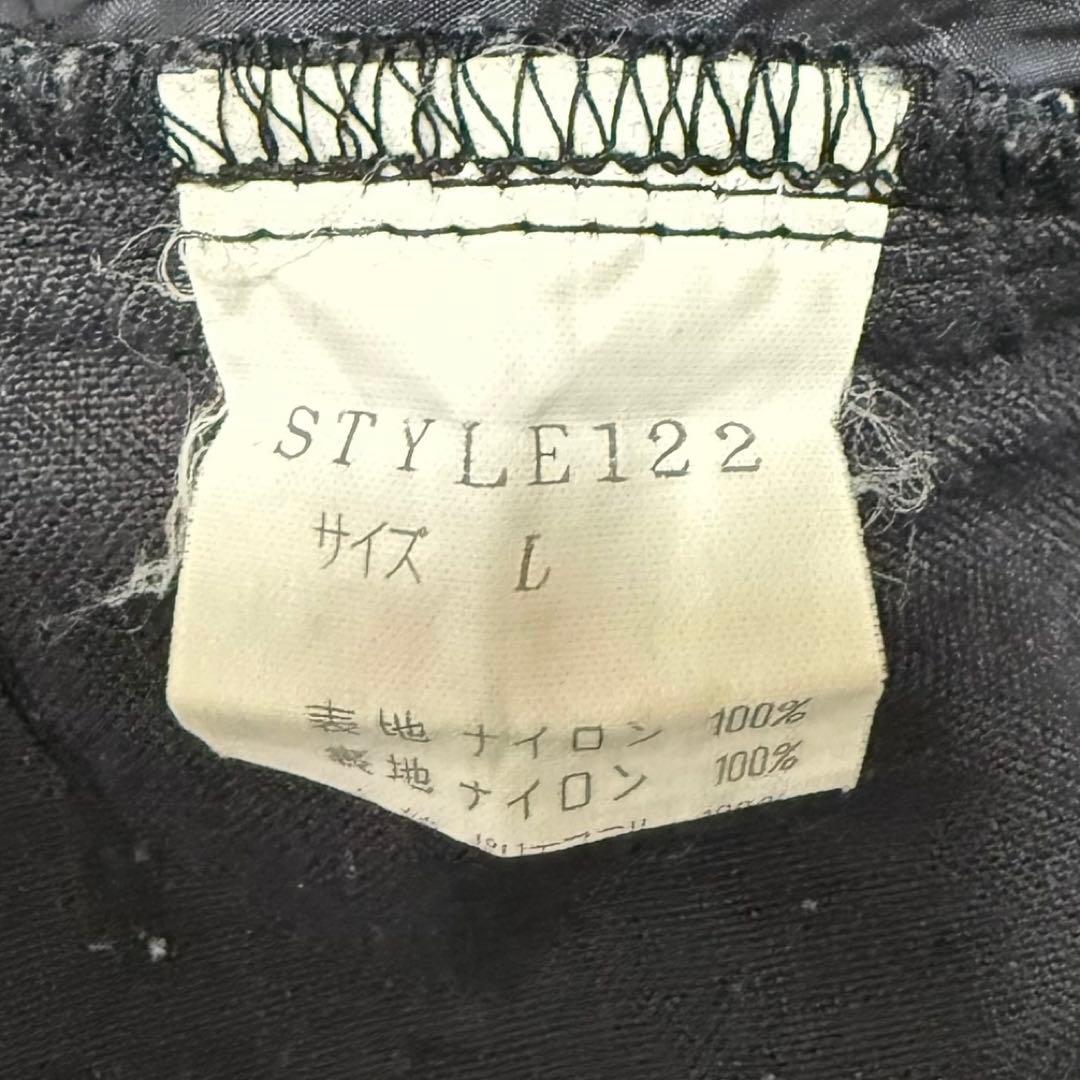 STYLE122
サイズ L
表地 ナイロン 100%
裏地 ナイロン 100%